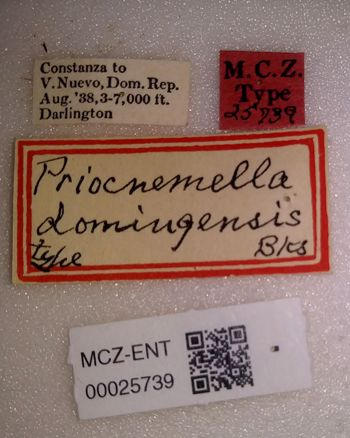 Constanza to
V. Nuevo, Dom. Rep.
Aug. '38, 3-7,000 ft.
Darlington
M.C.Z.
Type
25739
Priocnemella
domingensis
type
Bks
MCZ-ENT
00025739